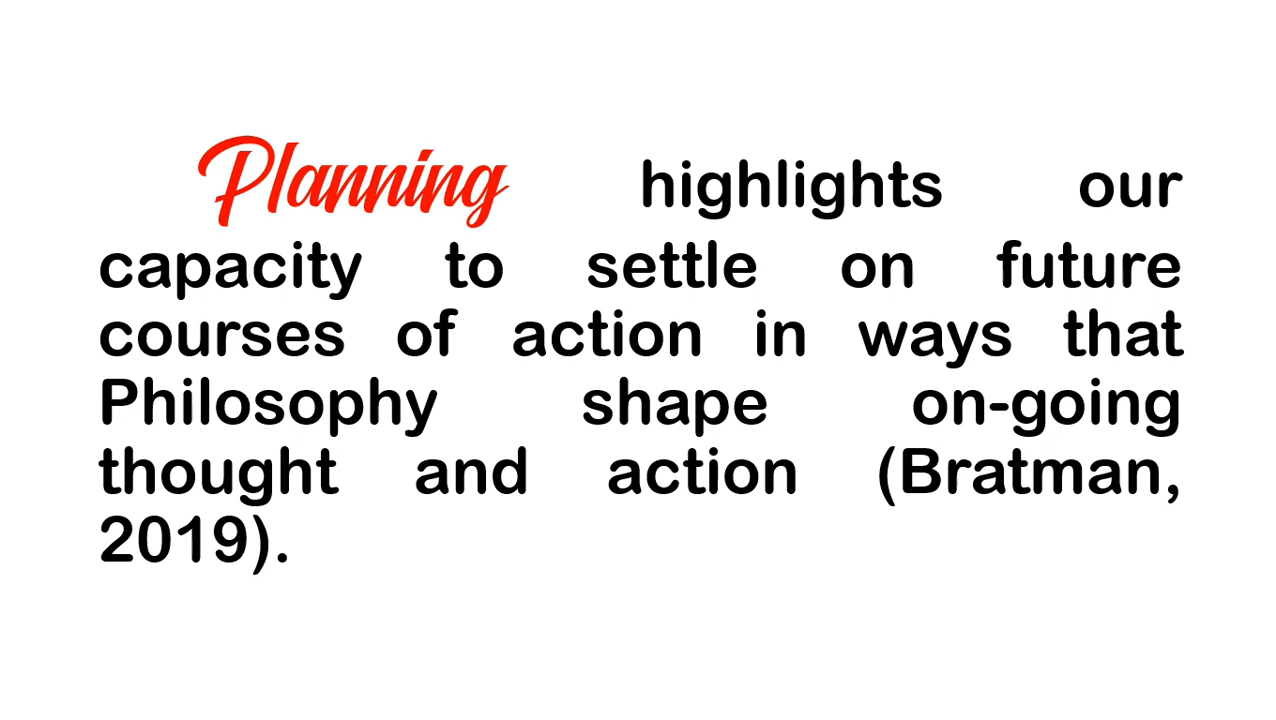 Planning highlights our
capacity to settle on future
courses of action in ways that
Philosophy shape on-going
thought and action (Bratman,
2019).